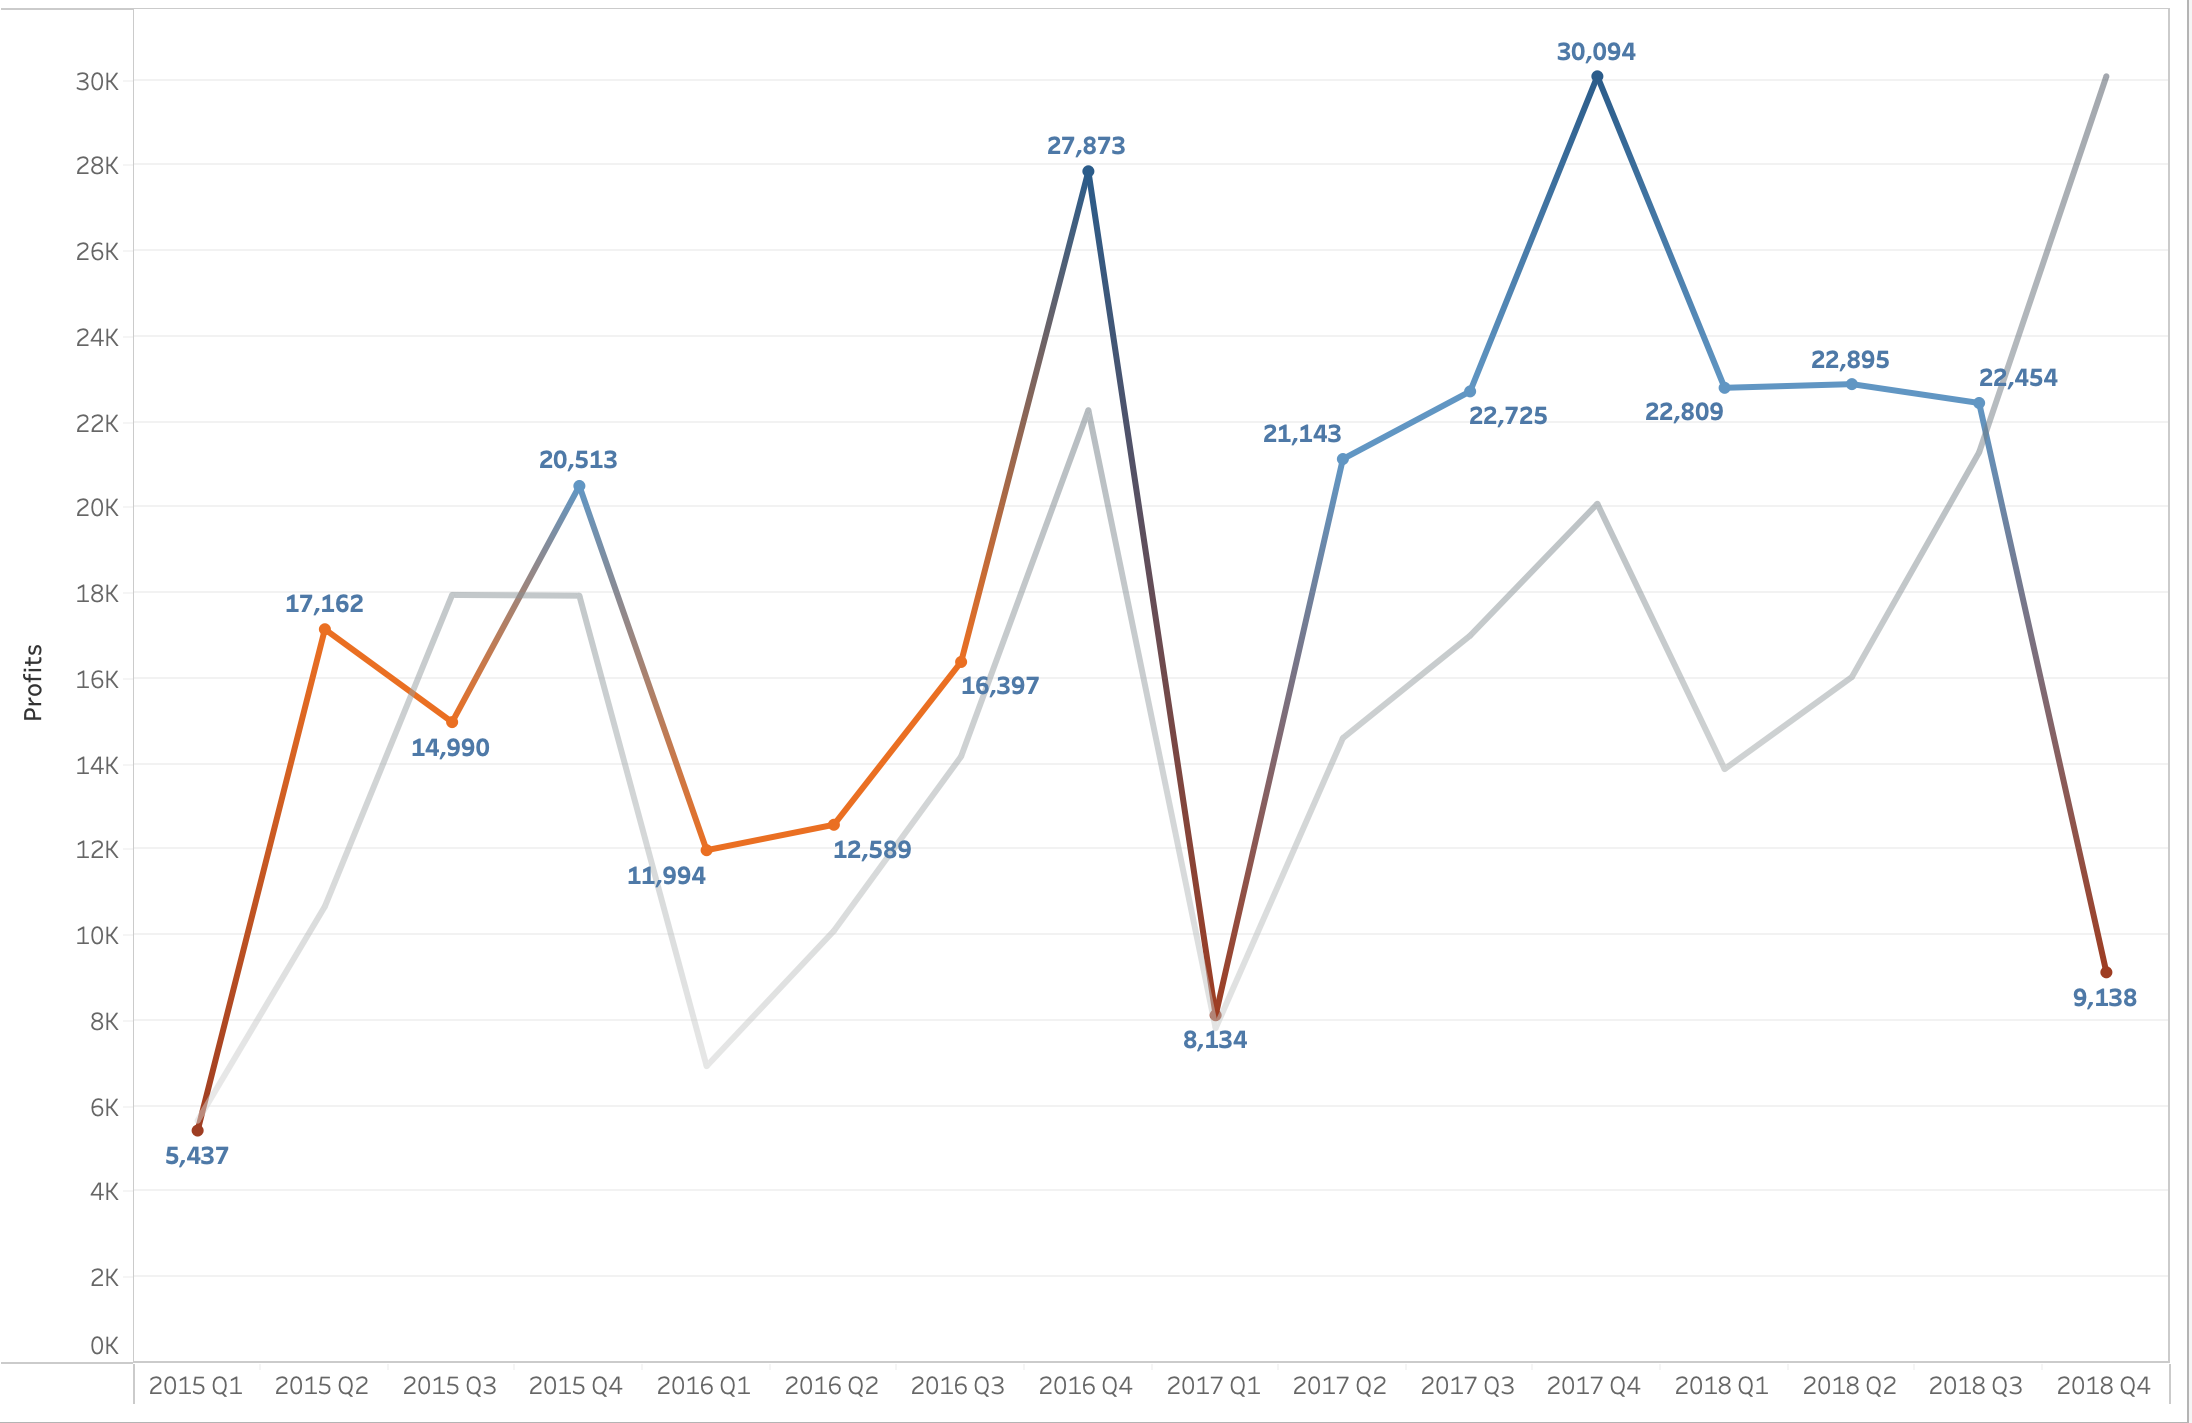 Profits
30K
28K
26K
24K
22K
20K
18K
16K
14K
12K
10K
8K
6K
4K
2K
0K
5,437
17,162
14,990
20,513
11,994
12,589
16,397
27,873
8,134
21,143
22,725
30,094
22,809
22,895
22,454
9,138
2015 Q1
2015 Q2
2015 Q3
2015 Q4
2016 Q1
2016 Q2
2016 Q3
2016 Q4
2017 Q1
2017 Q2
2017 Q3
2017 Q4
2018 Q1
2018 Q2
2018 Q3
2018 Q4